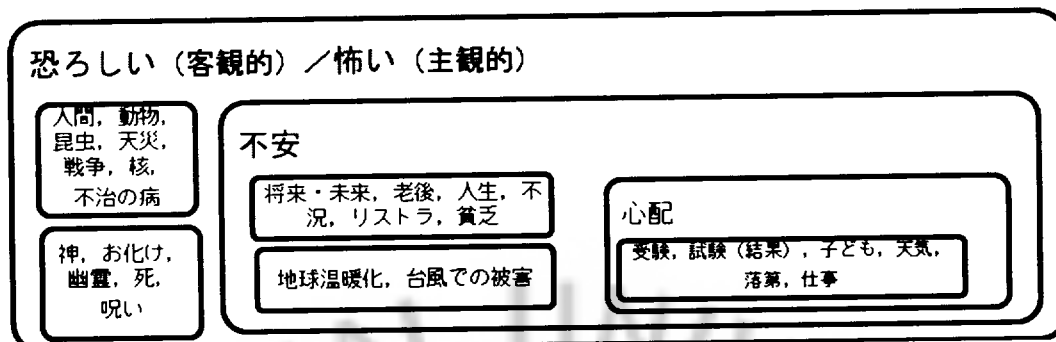 恐ろしい（客観的）／怖い（主観的）
人間，動物，
昆虫，天災，
戦争，核，
不治の病
神，お化け，
幽霊，死，
呪い
不安
将来・未来，老後，人生，不
況，リストラ，貧乏
地球温暖化，台風での被害
心配
受験，試験（結果），子ども，天気，
落第，仕事